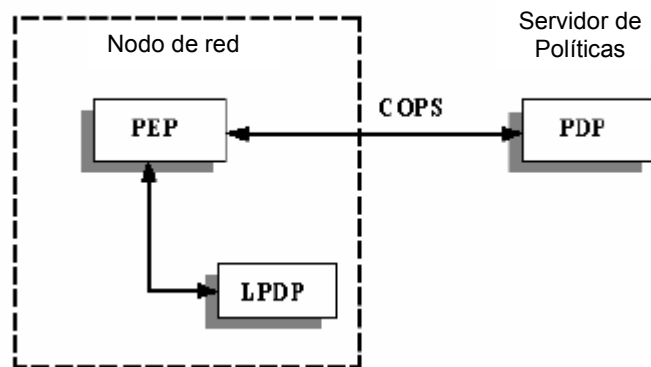 Nodo de red
Servidor de
Políticas
PEP
COPS
PDP
LPDP